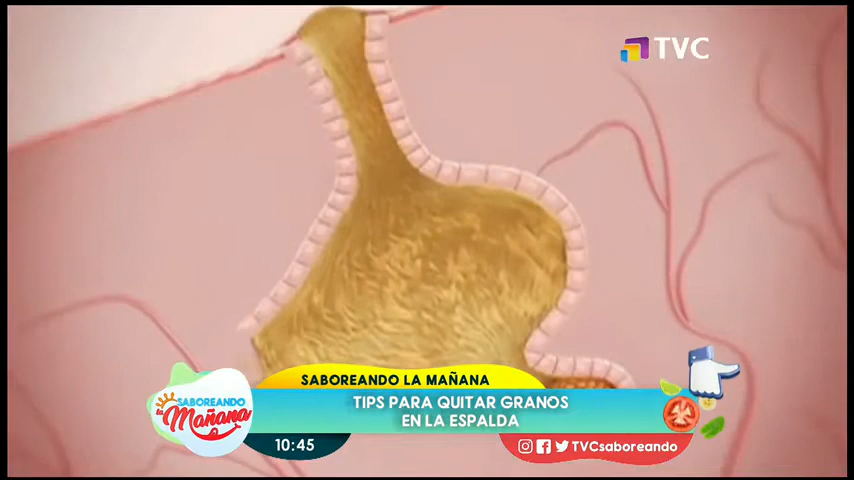 TVC
SABOREANDO LA MAÑANA
SABOREANDO
LA Mañana
TIPS PARA QUITAR GRANOS
EN LA ESPALDA
10:45
TVCsaboreando